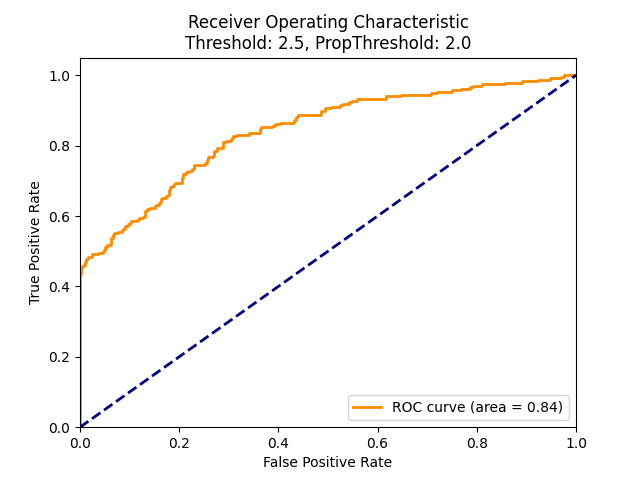 Receiver Operating Characteristic
Threshold: 2.5, PropThreshold: 2.0
1.0
0.8
0.6
0.4
0.2
0.0
True Positive Rate
ROC curve (area = 0.84)
0.0 0.2 0.4 0.6 0.8 1.0
False Positive Rate